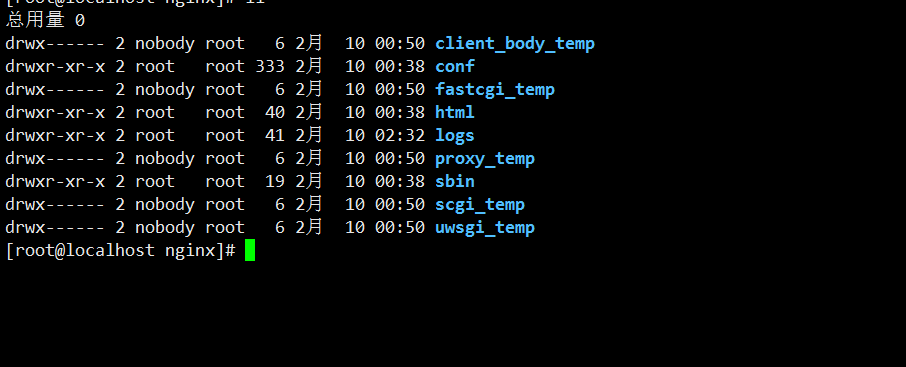 [root@localhost nginx]# ll
总用量 0
drwx------ 2 nobody root   6 2月  10 00:50 client_body_temp
drwxr-xr-x 2 root   root 333 2月  10 00:38 conf
drwx------ 2 nobody root   6 2月  10 00:50 fastcgi_temp
drwxr-xr-x 2 root   root  40 2月  10 00:38 html
drwxr-xr-x 2 root   root  41 2月  10 02:32 logs
drwx------ 2 nobody root   6 2月  10 00:50 proxy_temp
drwxr-xr-x 2 root   root  19 2月  10 00:38 sbin
drwx------ 2 nobody root   6 2月  10 00:50 scgi_temp
drwx------ 2 nobody root   6 2月  10 00:50 uwsgi_temp
[root@localhost nginx]#